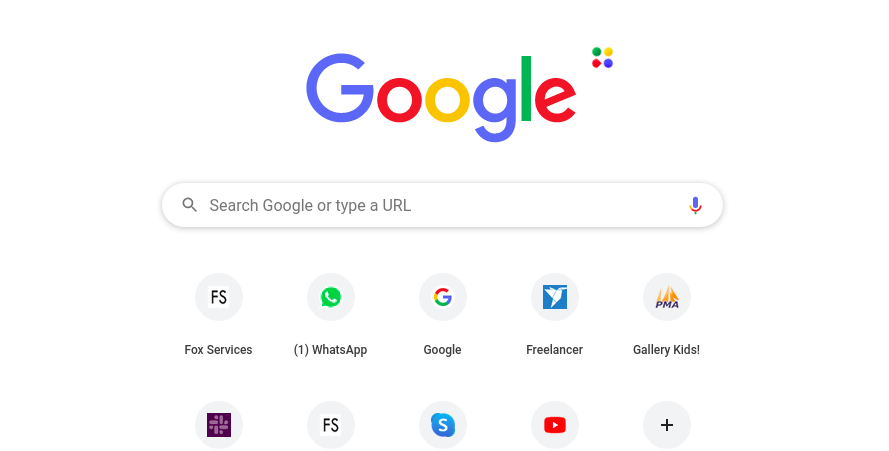 Google
Search Google or type a URL
FS
G
PMA
Fox Services
(1) WhatsApp
Google
Freelancer
Gallery Kids!
FS
S
+